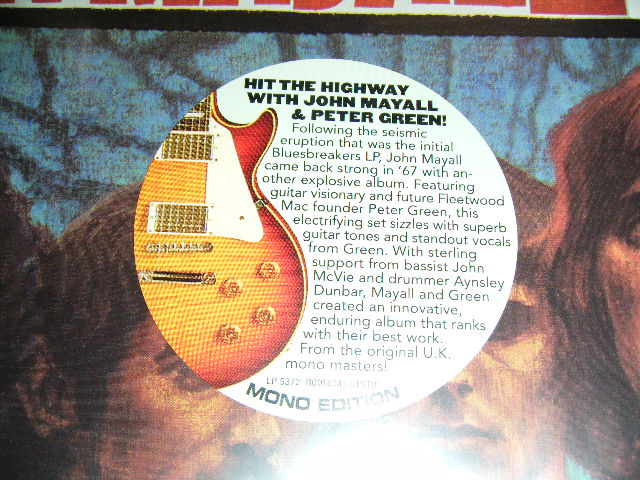 HIT THE HIGHWAY
WITH JOHN MAYALL
& PETER GREEN!
Following the seismic
eruption that was the initial
Bluesbreakers LP, John Mayall
came back strong in '67 with an-
other explosive album. Featuring
guitar visionary and future Fleetwood
Mac founder Peter Green, this
electrifying set sizzles with superb
guitar tones and standout vocals
from Green. With sterling
support from bassist John
McVie and drummer Aynsley
Dunbar, Mayall and Green
created an innovative,
enduring album that ranks
with their best work.
From the original U.K.
mono masters!
LP 5372
MONO EDITION